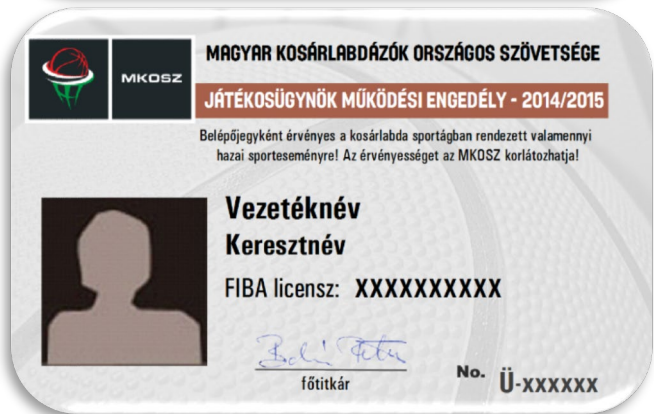 MKOSZ
MAGYAR KOSÁRLABDÁZÓK ORSZÁGOS SZÖVETSÉGE
JÁTÉKOSÜGYNÖK MŰKÖDÉSI ENGEDÉLY - 2014/2015
Belépőjegyként érvényes a kosárlabda sportágban rendezett valamennyi
hazai sporteseményre! Az érvényességet az MKOSZ korlátozhatja!
Vezetéknév
Keresztnév
FIBA licensz: XXXXXXXXXX
főtitkár
No. Ü-XXXXXX